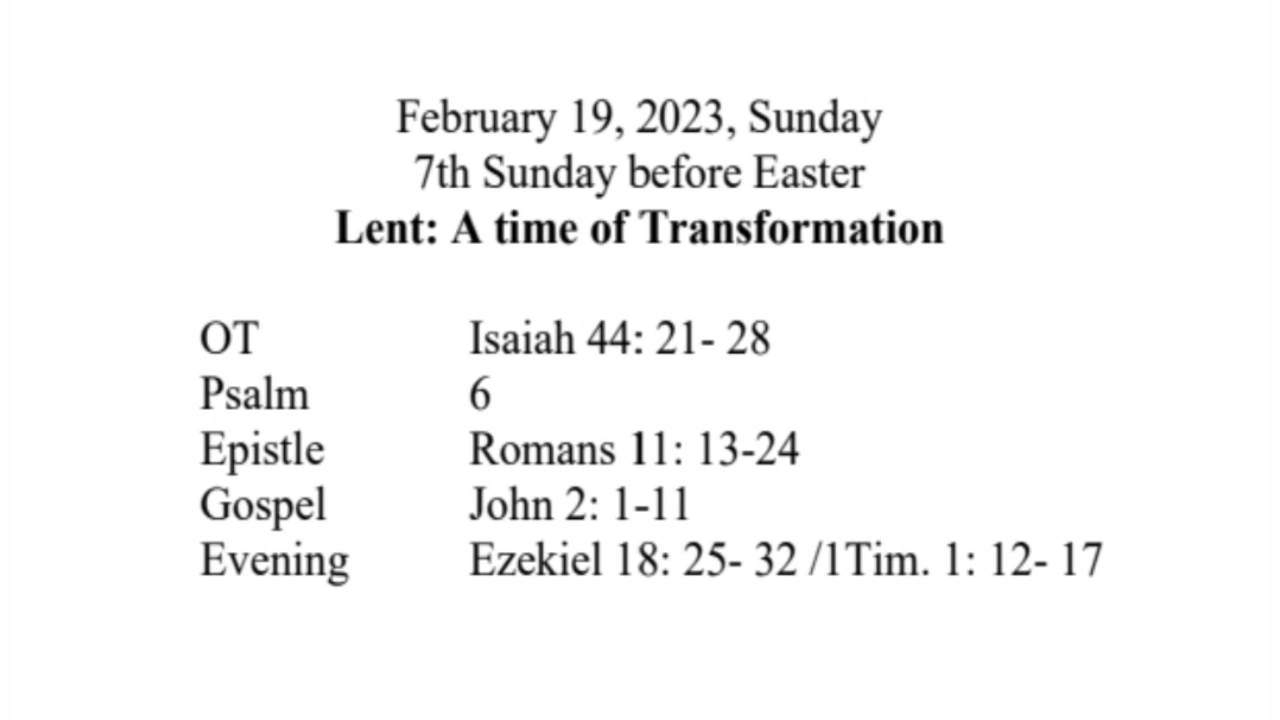 February 19, 2023, Sunday
7th Sunday before Easter
Lent: A time of Transformation
OT Isaiah 44: 21- 28
Psalm 6
Epistle Romans 11: 13-24
Gospel John 2: 1-11
Evening Ezekiel 18: 25- 32 /1Tim. 1: 12- 17